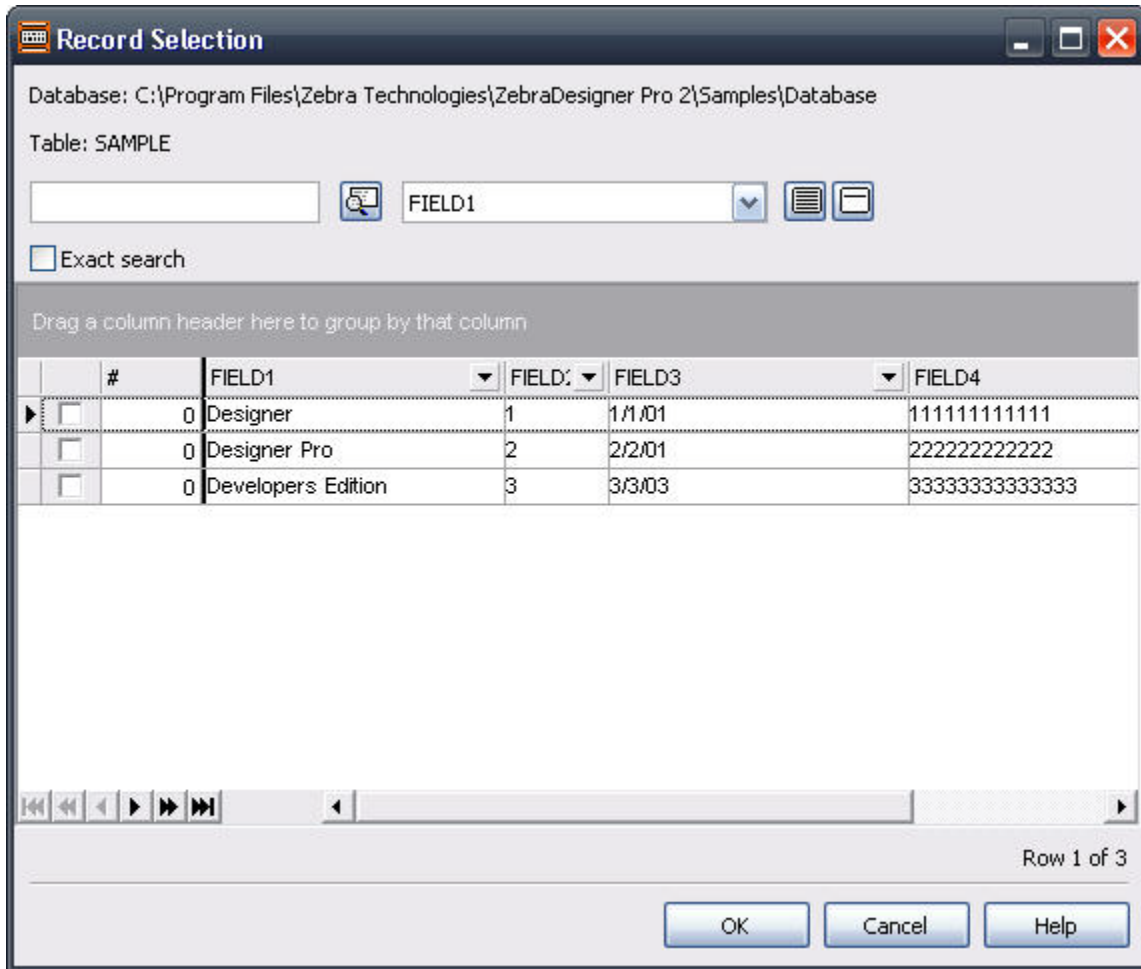 Record Selection
Database: C:\Program Files\Zebra Technologies\ZebraDesigner Pro 2\Samples\Database
Table: SAMPLE
FIELD1
Exact search
Drag a column header here to group by that column
# FIELD1 FIELD2 FIELD3 FIELD4
0 Designer 1 1/1/01 111111111111
0 Designer Pro 2 2/2/01 222222222222
0 Developers Edition 3 3/3/03 33333333333333
Row 1 of 3
OK Cancel Help